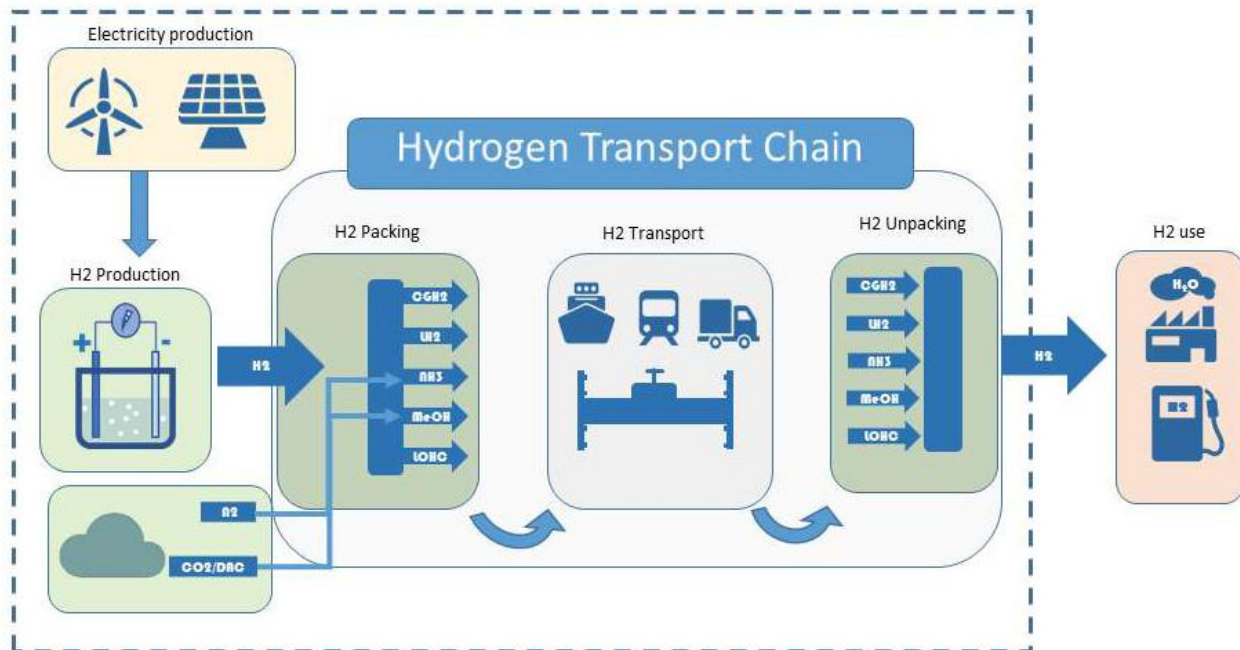 Electricity production
Hydrogen Transport Chain
H2 Packing
H2 Transport
H2 Unpacking
H2 use
H2 Production
+
-
H2
CGH2
LH2
NH3
MeOH
LOHC
CGH2
LH2
NH3
MeOH
LOHC
H2
H₂O
H2
N2
CO2/DAC